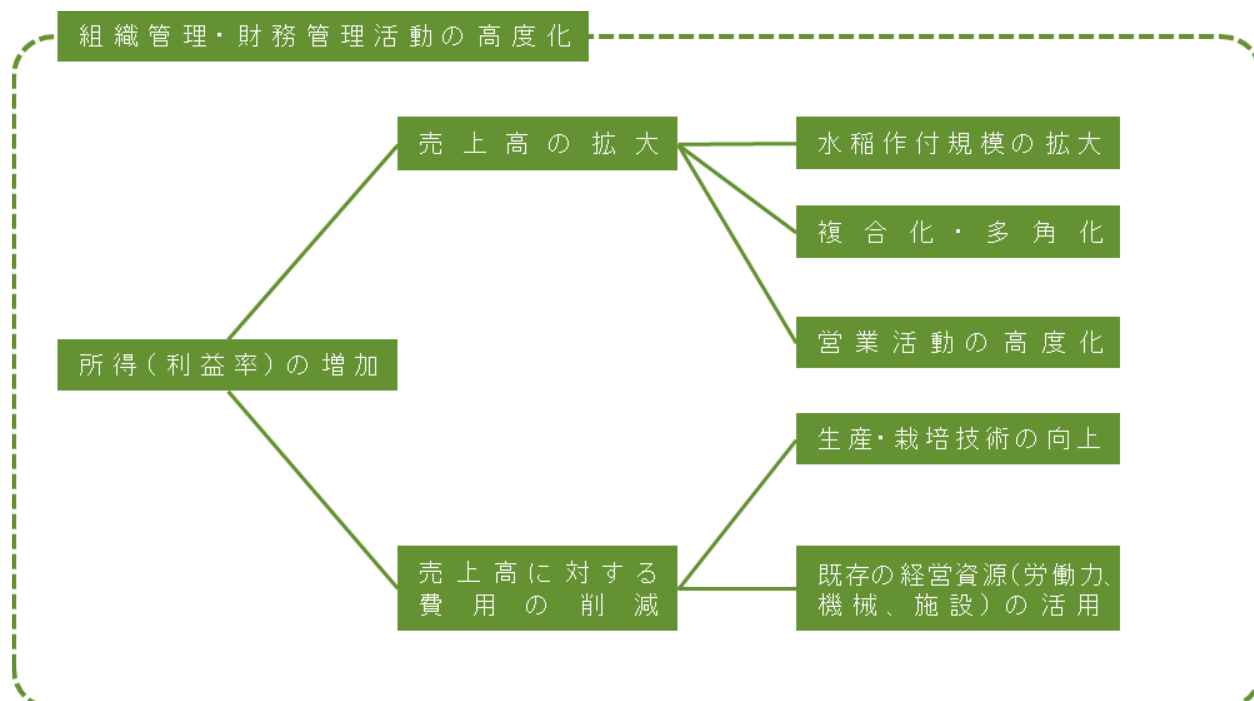 組織管理・財務管理活動の高度化
売上高の拡大
水稲作付規模の拡大
複合化・多角化
営業活動の高度化
所得(利益率)の増加
生産・栽培技術の向上
売上高に対する
費用の削減
既存の経営資源(労働力、
機械、施設)の活用